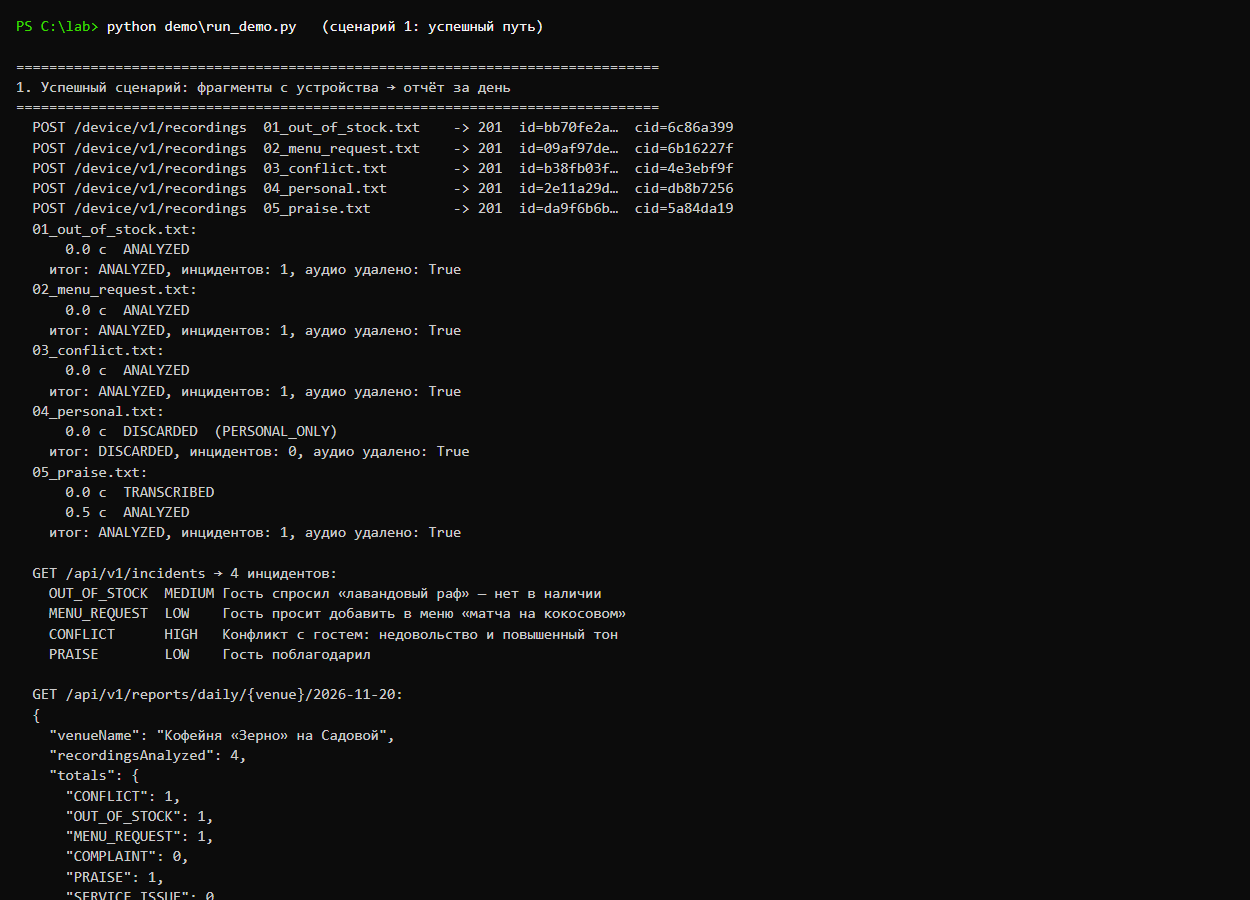 PS C:\lab> python demo\run_demo.py   (сценарий 1: успешный путь)
==============================================================================
1. Успешный сценарий: фрагменты с устройства → отчёт за день
==============================================================================
POST /device/v1/recordings  01_out_of_stock.txt    -> 201  id=bb70fe2a…  cid=6c86a399
POST /device/v1/recordings  02_menu_request.txt    -> 201  id=09af97de…  cid=6b16227f
POST /device/v1/recordings  03_conflict.txt        -> 201  id=b38fb03f…  cid=4e3ebf9f
POST /device/v1/recordings  04_personal.txt        -> 201  id=2e11a29d…  cid=db8b7256
POST /device/v1/recordings  05_praise.txt          -> 201  id=da9f6b6b…  cid=5a84da19
01_out_of_stock.txt:
0.0 с  ANALYZED
итог: ANALYZED, инцидентов: 1, аудио удалено: True
02_menu_request.txt:
0.0 с  ANALYZED
итог: ANALYZED, инцидентов: 1, аудио удалено: True
03_conflict.txt:
0.0 с  ANALYZED
итог: ANALYZED, инцидентов: 1, аудио удалено: True
04_personal.txt:
0.0 с  DISCARDED  (PERSONAL_ONLY)
итог: DISCARDED, инцидентов: 0, аудио удалено: True
05_praise.txt:
0.0 с  TRANSCRIBED
0.5 с  ANALYZED
итог: ANALYZED, инцидентов: 1, аудио удалено: True
GET /api/v1/incidents → 4 инцидентов:
OUT_OF_STOCK  MEDIUM Гость спросил «лавандовый раф» — нет в наличии
MENU_REQUEST  LOW    Гость просит добавить в меню «матча на кокосовом»
CONFLICT      HIGH   Конфликт с гостем: недовольство и повышенный тон
PRAISE        LOW    Гость поблагодарил
GET /api/v1/reports/daily/{venue}/2026-11-20:
{
"venueName": "Кофейня «Зерно» на Садовой",
"recordingsAnalyzed": 4,
"totals": {
"CONFLICT": 1,
"OUT_OF_STOCK": 1,
"MENU_REQUEST": 1,
"COMPLAINT": 0,
"PRAISE": 1,
"SERVICE_ISSUE": 0